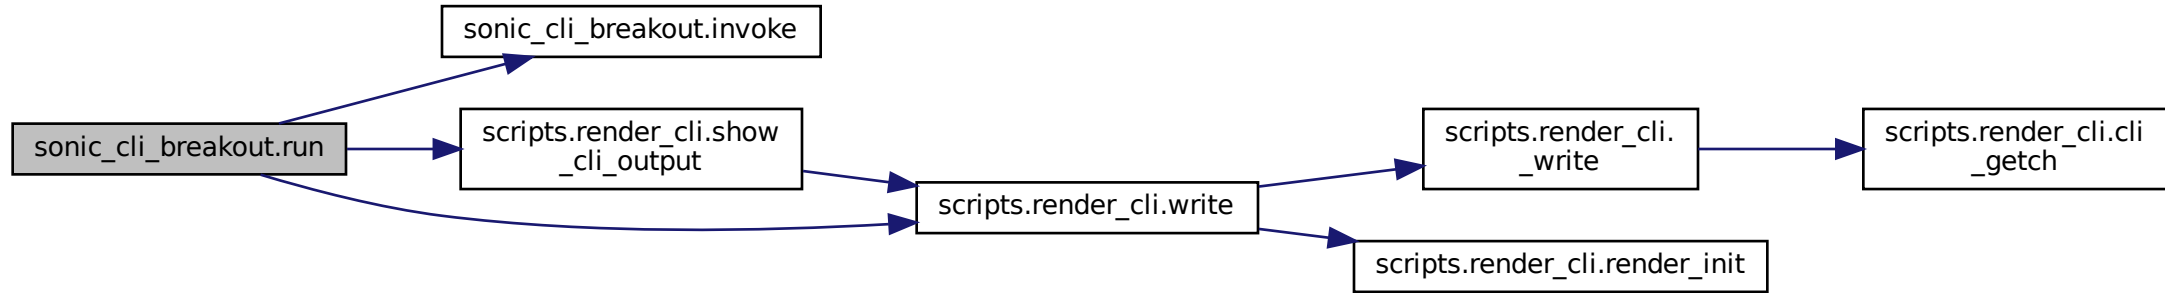 sonic_cli_breakout.run
sonic_cli_breakout.invoke
scripts.render_cli.show
_cli_output
scripts.render_cli.write
scripts.render_cli.
_write
scripts.render_cli.cli
_getch
scripts.render_cli.render_init